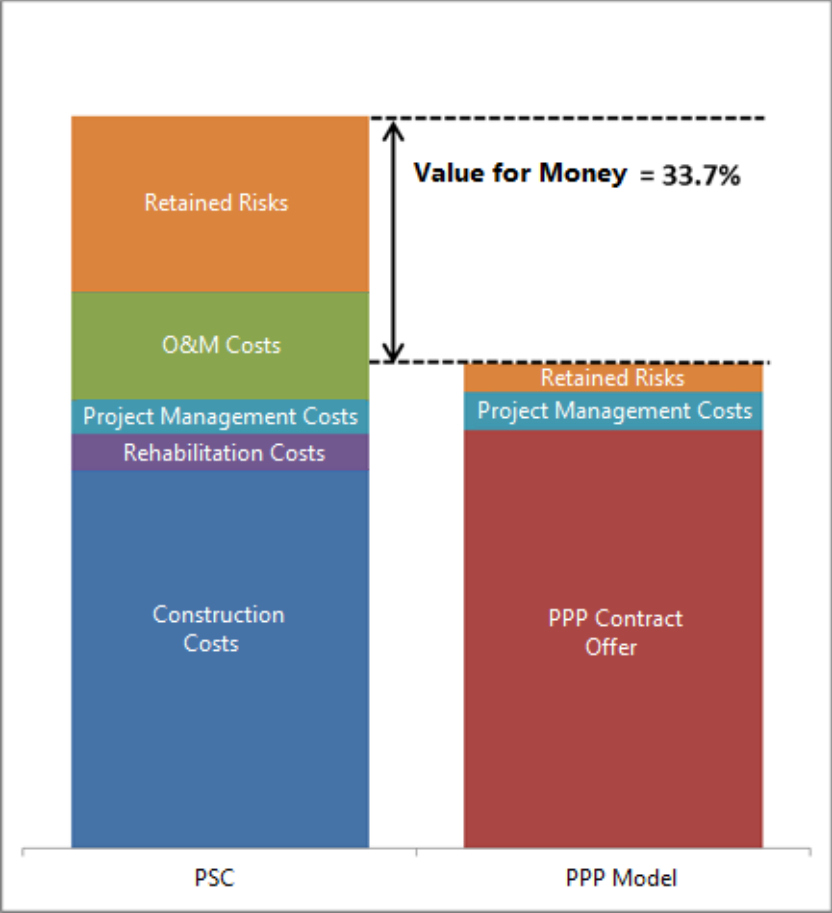 Value for Money = 33.7%
Retained Risks
O&M Costs
Project Management Costs
Rehabilitation Costs
Construction
Costs
Retained Risks
Project Management Costs
PPP Contract
Offer
PSC
PPP Model